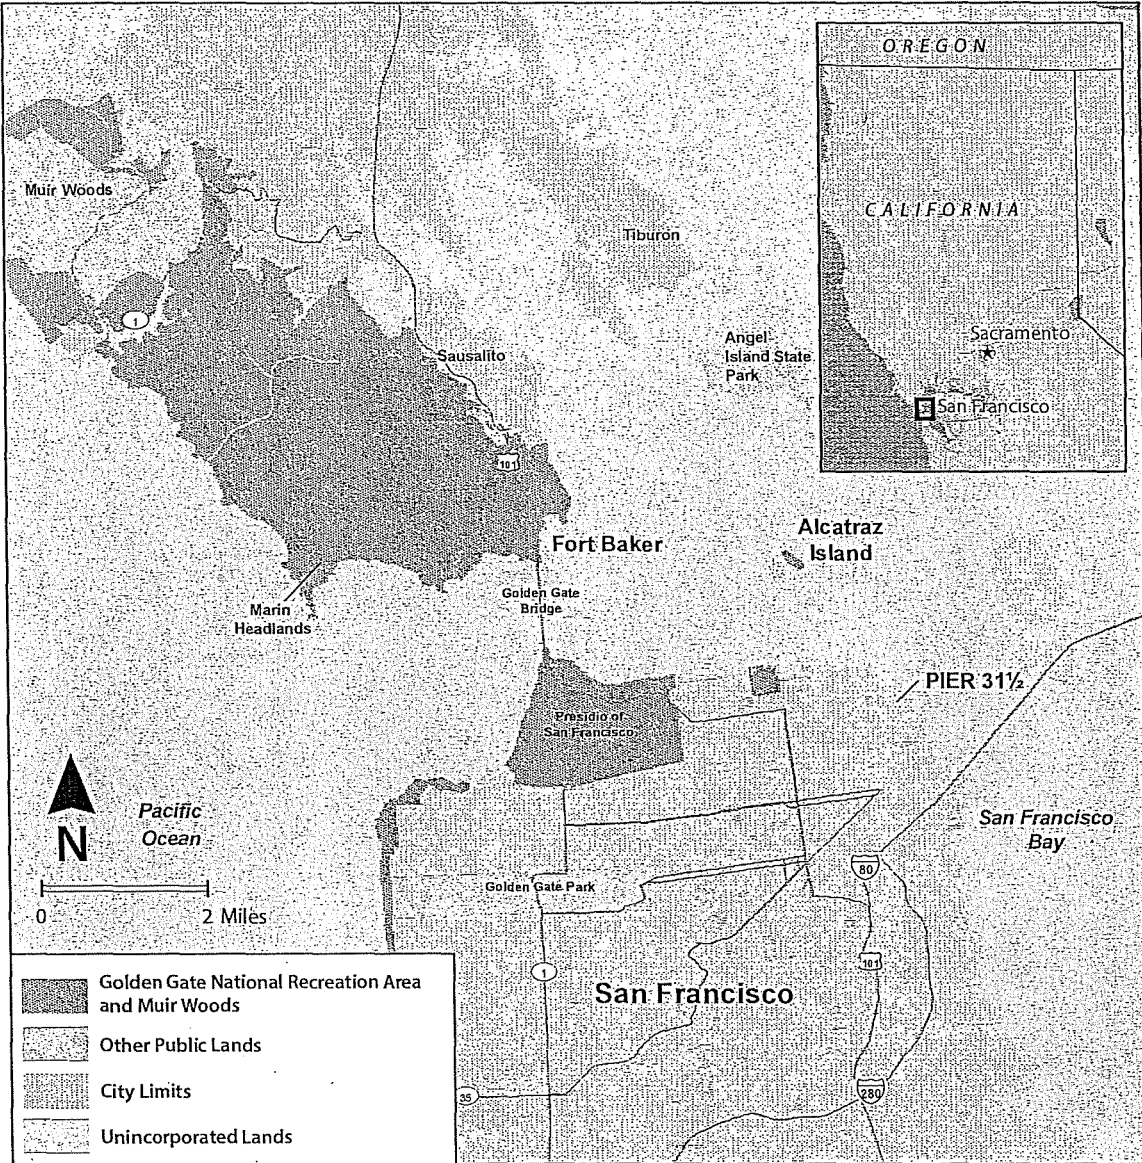 OREGON
CALIFORNIA
Sacramento
San Francisco
Muir Woods
Tiburon
1
Angel
Island State
Park
Sausalito
101
Alcatraz
Island
Fort Baker
Golden Gate
Bridge
Marin
Headlands
PIER 31½
Presidio of
San Francisco
N
Pacific
Ocean
0
2 Miles
San Francisco
Bay
80
Golden Gate Park
1
101
San Francisco
35
280
Golden Gate National Recreation Area
and Muir Woods
Other Public Lands
City Limits
Unincorporated Lands